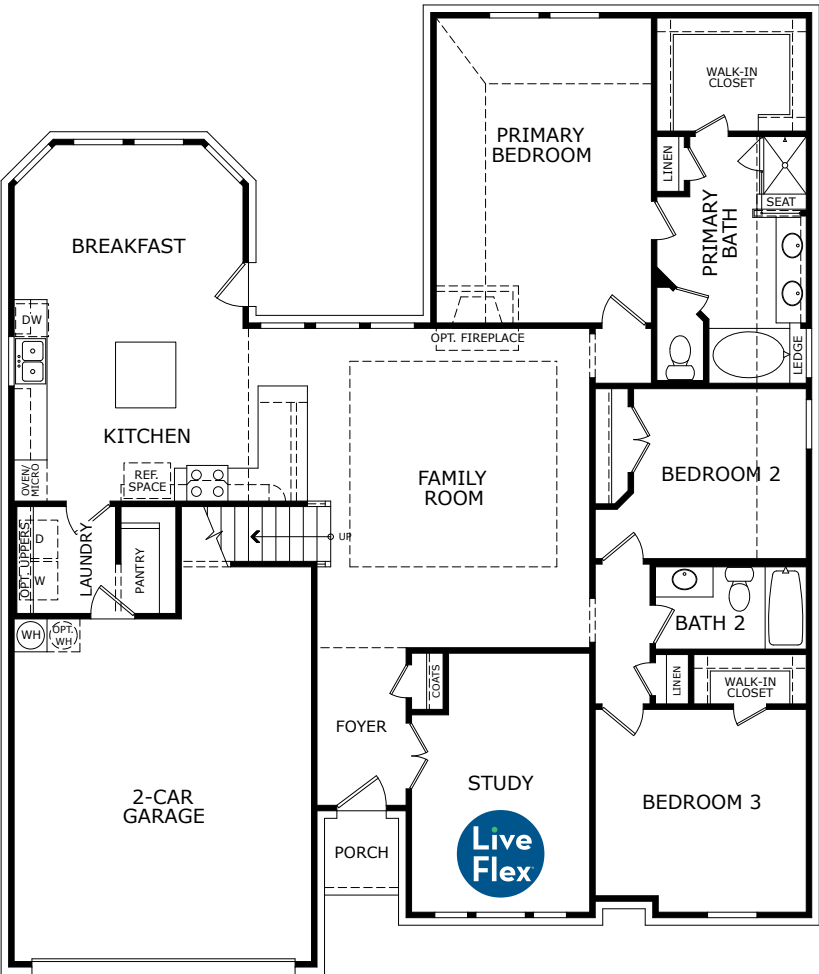 WALK-IN
CLOSET
PRIMARY
BEDROOM
LINEN
SEAT
PRIMARY
BATH
BREAKFAST
DW
OPT. FIREPLACE
LEDGE
KITCHEN
OVEN/
MICRO
REF.
SPACE
FAMILY
ROOM
BEDROOM 2
UP
OPT. UPPERS
D
W
LAUNDRY
PANTRY
WH
OPT.
WH
BATH 2
COATS
LINEN
WALK-IN
CLOSET
FOYER
STUDY
2-CAR
GARAGE
BEDROOM 3
PORCH
Live
Flex